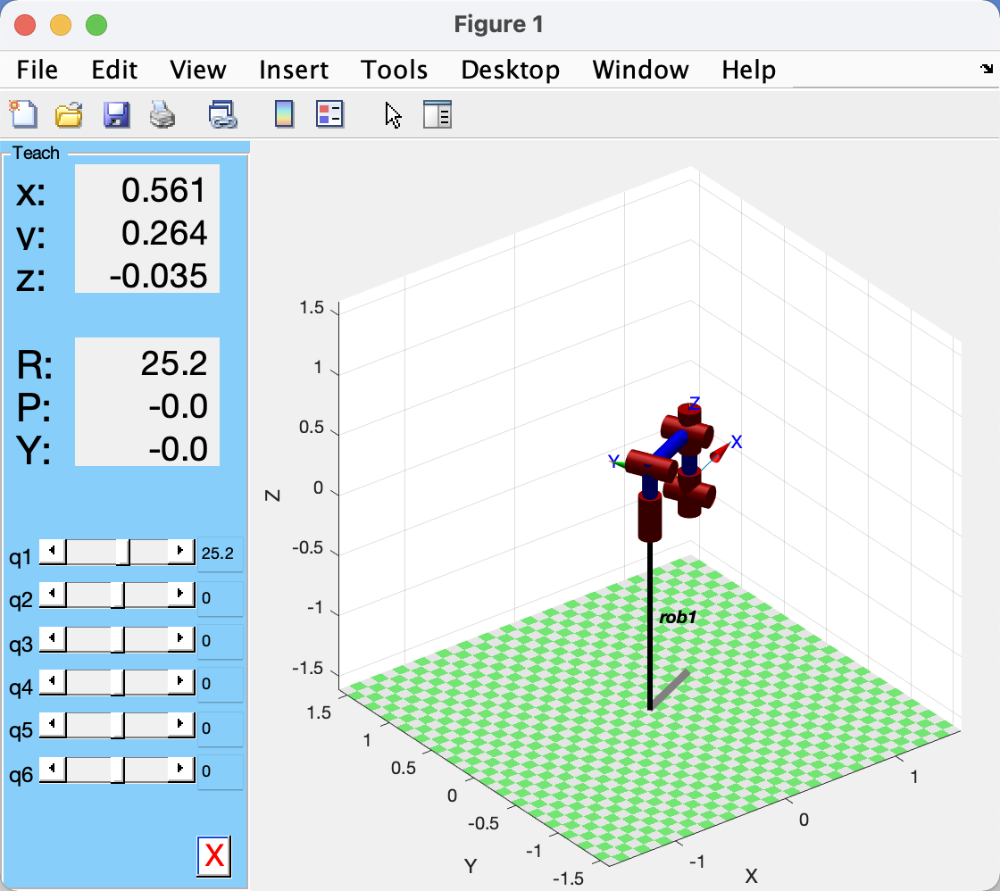 Figure 1
File Edit View Insert Tools Desktop Window Help
Teach
x: 0.561
y: 0.264
z: -0.035
R: 25.2
P: -0.0
Y: -0.0
q1 25.2
q2 0
q3 0
q4 0
q5 0
q6 0
X
1.5
1
0.5
0
-0.5
-1
-1.5
Z
Z
X
Y
rob1
1.5
1
0.5
0
-0.5
-1
-1.5
Y
1
0
-1
X